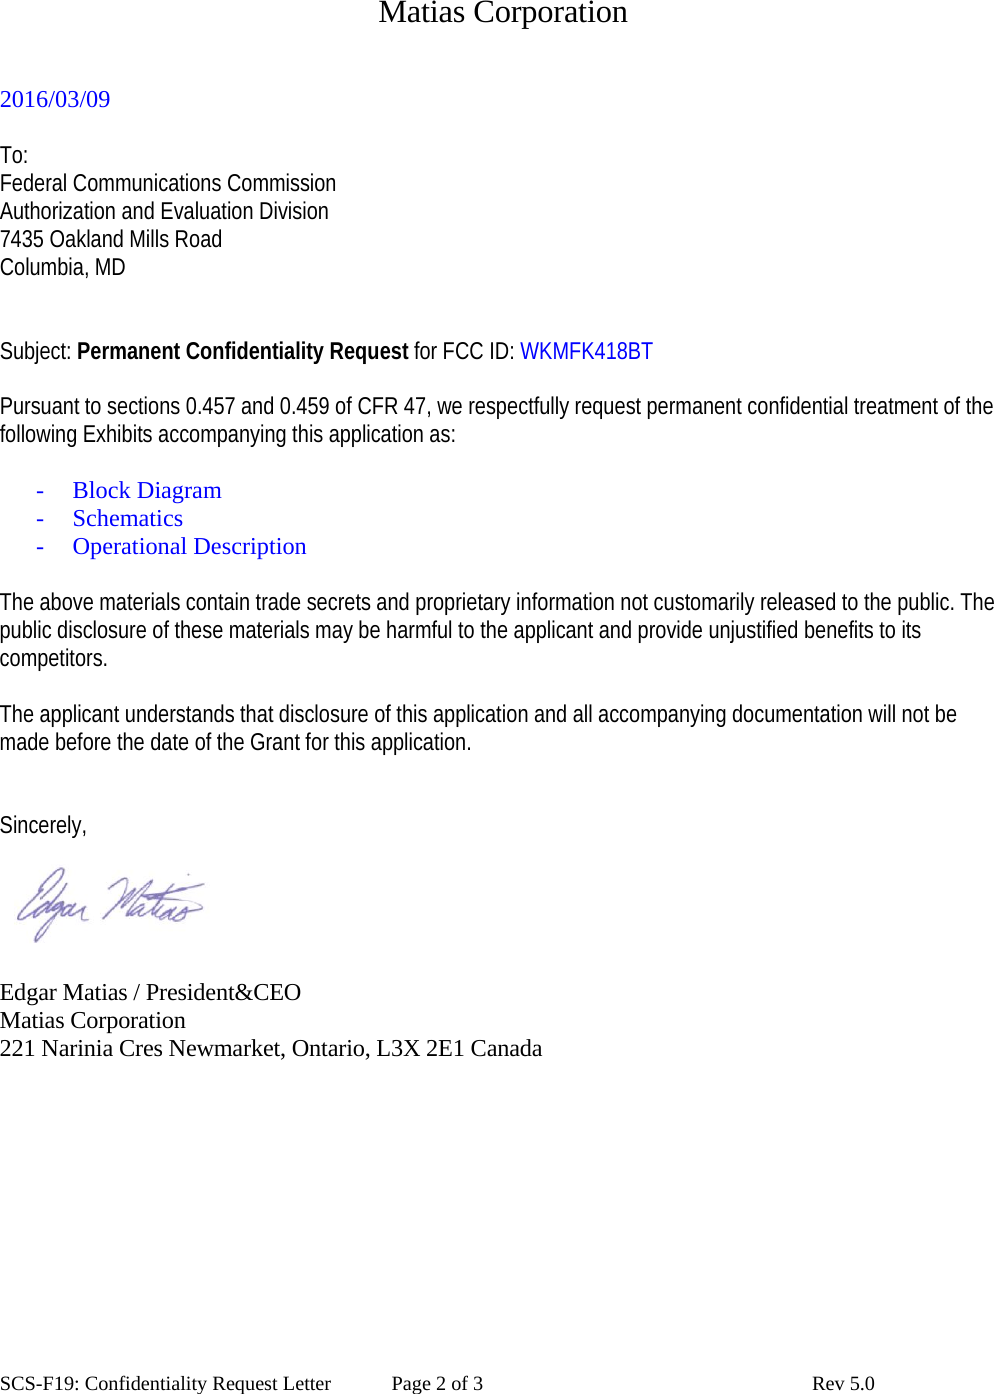 Matias Corporation
2016/03/09
To:
Federal Communications Commission
Authorization and Evaluation Division
7435 Oakland Mills Road
Columbia, MD
Subject: Permanent Confidentiality Request for FCC ID: WKMFK418BT
Pursuant to sections 0.457 and 0.459 of CFR 47, we respectfully request permanent confidential treatment of the
following Exhibits accompanying this application as:
- Block Diagram
- Schematics
- Operational Description
The above materials contain trade secrets and proprietary information not customarily released to the public. The
public disclosure of these materials may be harmful to the applicant and provide unjustified benefits to its
competitors.
The applicant understands that disclosure of this application and all accompanying documentation will not be
made before the date of the Grant for this application.
Sincerely,
Edgar Matias
Edgar Matias / President&CEO
Matias Corporation
221 Narinia Cres Newmarket, Ontario, L3X 2E1 Canada
SCS-F19: Confidentiality Request Letter Page 2 of 3 Rev 5.0